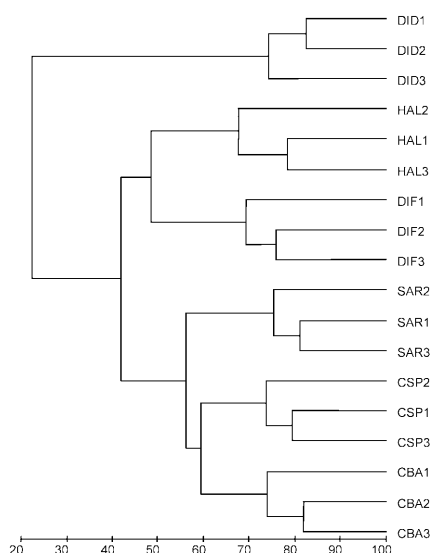 DID1
DID2
DID3
HAL2
HAL1
HAL3
DIF1
DIF2
DIF3
SAR2
SAR1
SAR3
CSP2
CSP1
CSP3
CBA1
CBA2
CBA3
20 30 40 50 60 70 80 90 100